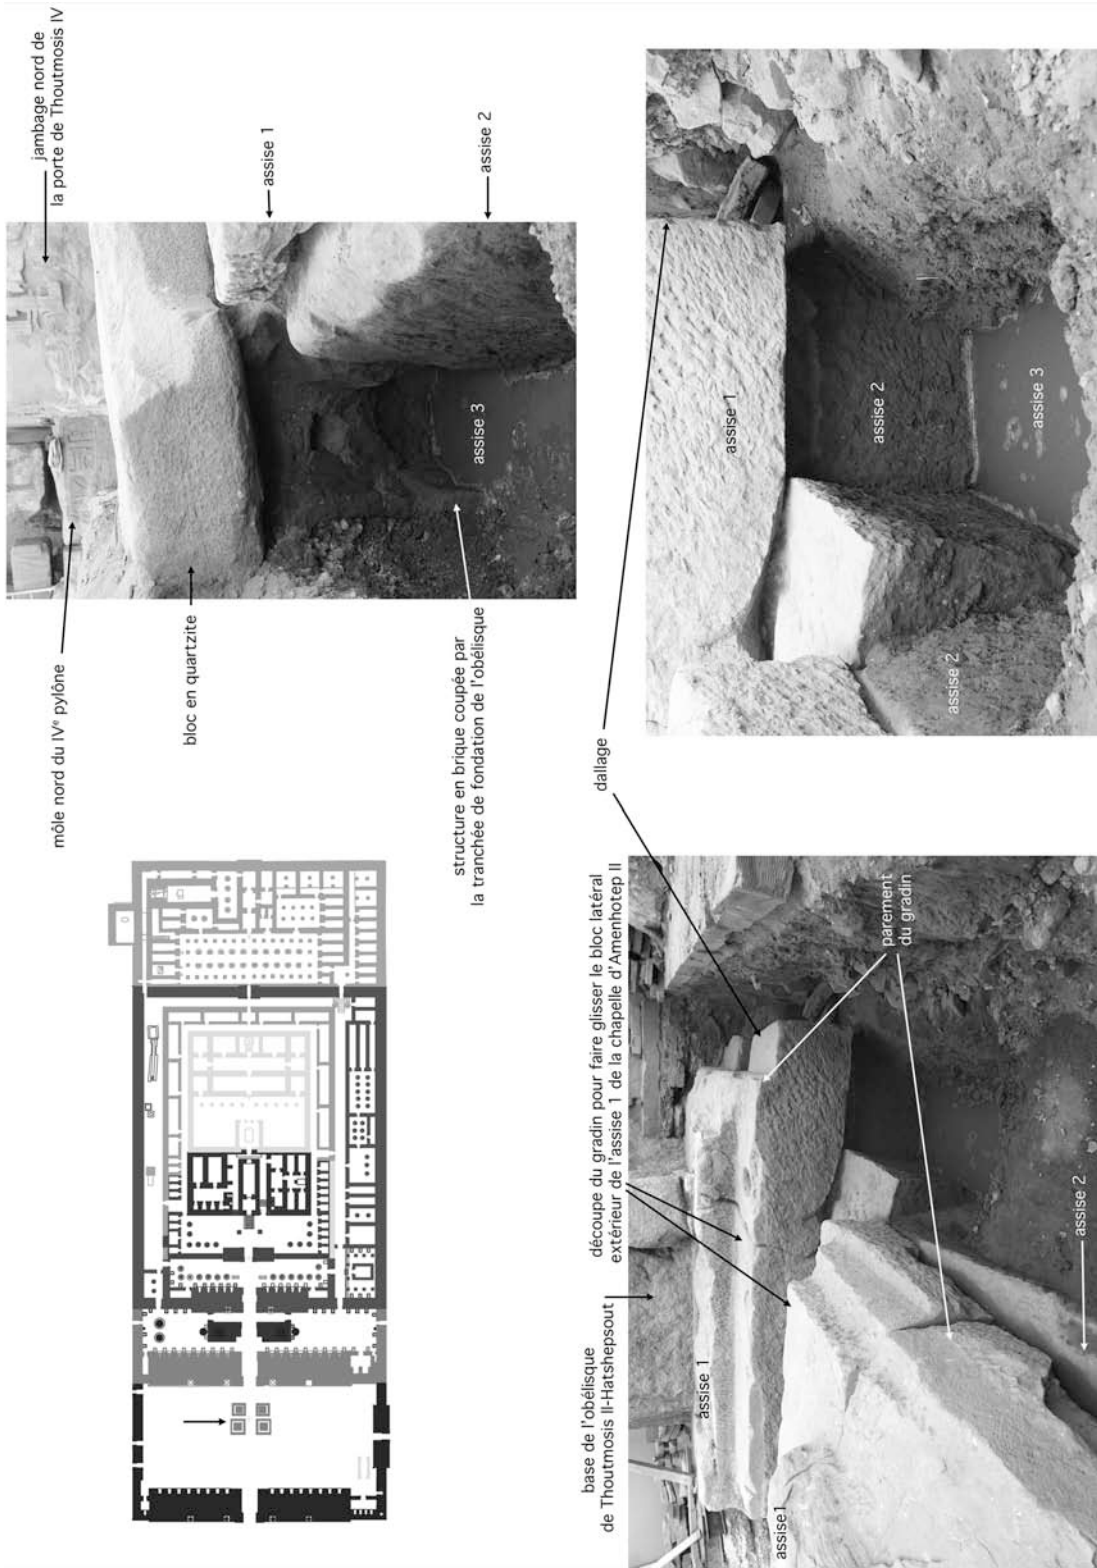 môle nord du IVe pylône
jambage nord de
la porte de Thoutmosis IV
bloc en quartzite
assise 1
structure en brique coupée par
la tranchée de fondation de l'obélisque
assise 3
assise 2
base de l'obélisque
de Thoutmosis II-Hatshepsout
découpe du gradin pour faire glisser le bloc latéral
extérieur de l'assise 1 de la chapelle d'Amenhotep II
dallage
assise 1
assise1
parement
du gradin
assise 2
assise 1
assise 2
assise 2
assise 3